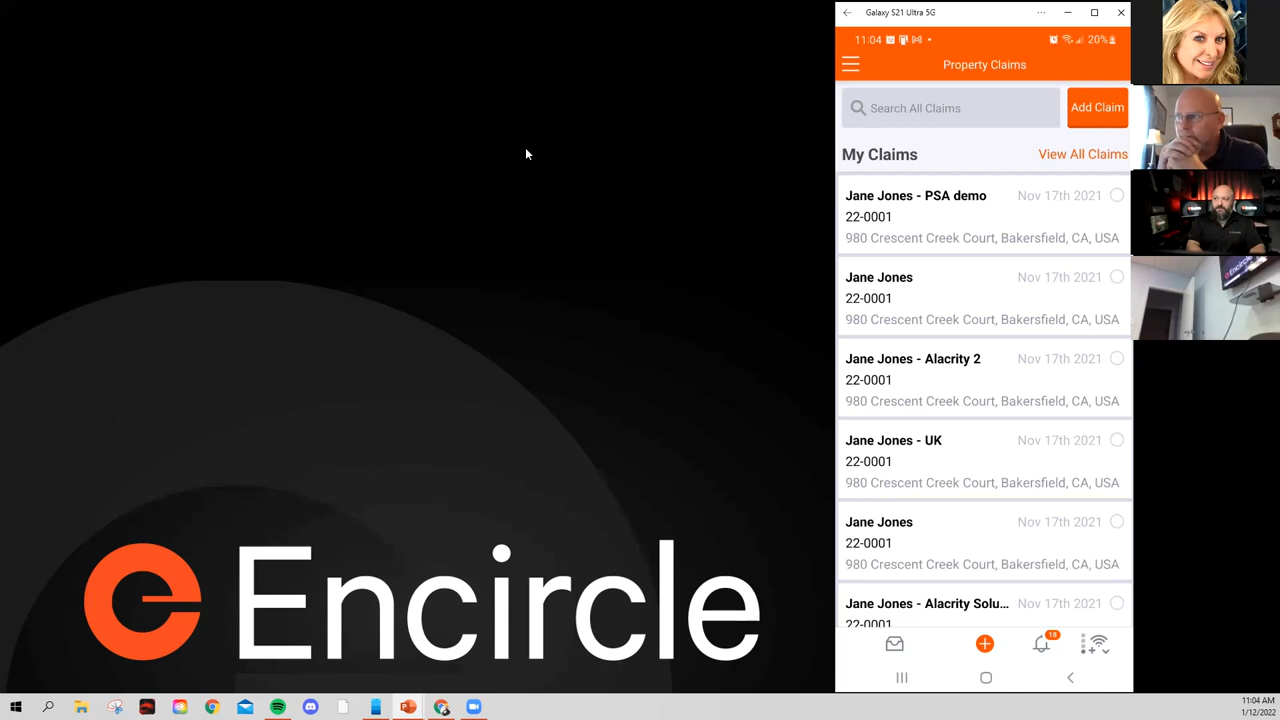 Galaxy S21 Ultra 5G
11:04
20%
Property Claims
Search All Claims
Add Claim
My Claims
View All Claims
Jane Jones - PSA demo
Nov 17th 2021
22-0001
980 Crescent Creek Court, Bakersfield, CA, USA
Jane Jones
Nov 17th 2021
22-0001
980 Crescent Creek Court, Bakersfield, CA, USA
Jane Jones - Alacrity 2
Nov 17th 2021
22-0001
980 Crescent Creek Court, Bakersfield, CA, USA
Jane Jones - UK
Nov 17th 2021
22-0001
980 Crescent Creek Court, Bakersfield, CA, USA
Jane Jones
Nov 17th 2021
22-0001
980 Crescent Creek Court, Bakersfield, CA, USA
Jane Jones - Alacrity Solu...
Nov 17th 2021
22-0001
18
Encircle
Encircle
11:04 AM
1/12/2022